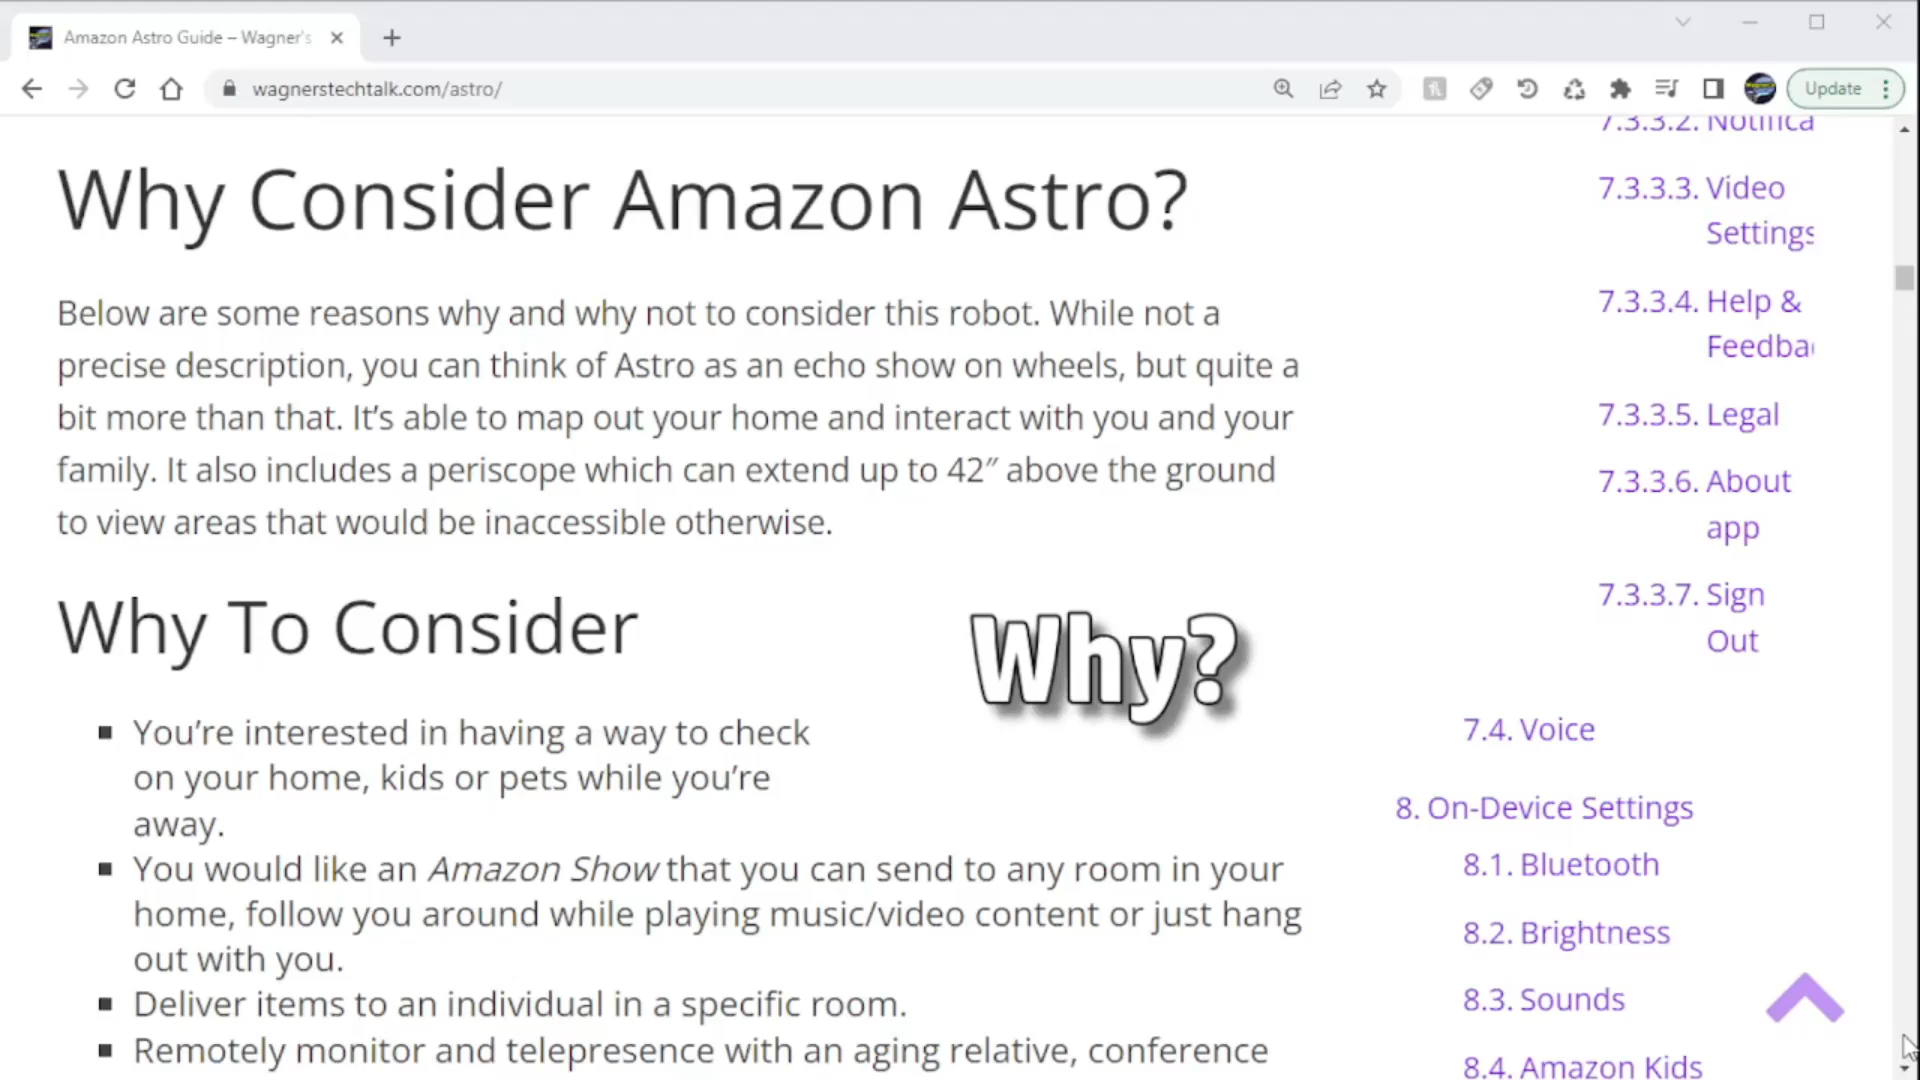 Amazon Astro Guide – Wagner's
wagnerstechtalk.com/astro/
Update
Why Consider Amazon Astro?
Below are some reasons why and why not to consider this robot. While not a
precise description, you can think of Astro as an echo show on wheels, but quite a
bit more than that. It’s able to map out your home and interact with you and your
family. It also includes a periscope which can extend up to 42″ above the ground
to view areas that would be inaccessible otherwise.
Why To Consider
Why?
You’re interested in having a way to check
on your home, kids or pets while you’re
away.
You would like an Amazon Show that you can send to any room in your
home, follow you around while playing music/video content or just hang
out with you.
Deliver items to an individual in a specific room.
Remotely monitor and telepresence with an aging relative, conference
7.3.3.2. Notifica
7.3.3.3. Video
Settings
7.3.3.4. Help &
Feedba
7.3.3.5. Legal
7.3.3.6. About
app
7.3.3.7. Sign
Out
7.4. Voice
8. On-Device Settings
8.1. Bluetooth
8.2. Brightness
8.3. Sounds
8.4. Amazon Kids